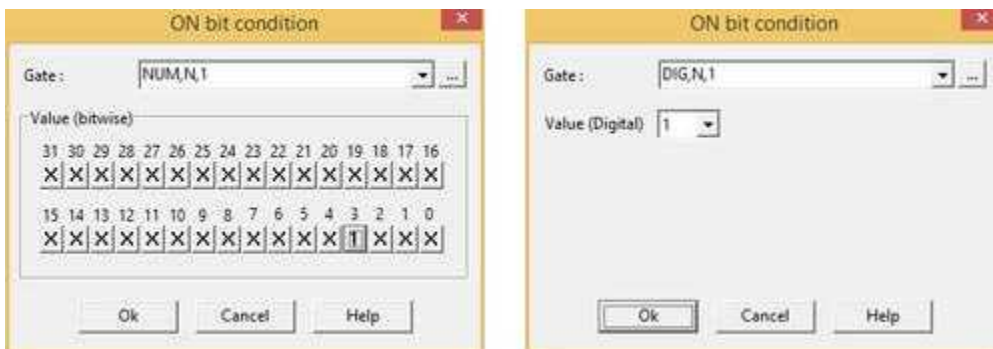 ON bit condition
Gate : NUM,N,1 ...
Value (bitwise)
31 30 29 28 27 26 25 24 23 22 21 20 19 18 17 16
X X X X X X X X X X X X X X X X
15 14 13 12 11 10 9 8 7 6 5 4 3 2 1 0
X X X X X X X X X X X X 1 X X X
Ok Cancel Help
ON bit condition
Gate : DIG,N,1 ...
Value (Digital) 1
Ok Cancel Help